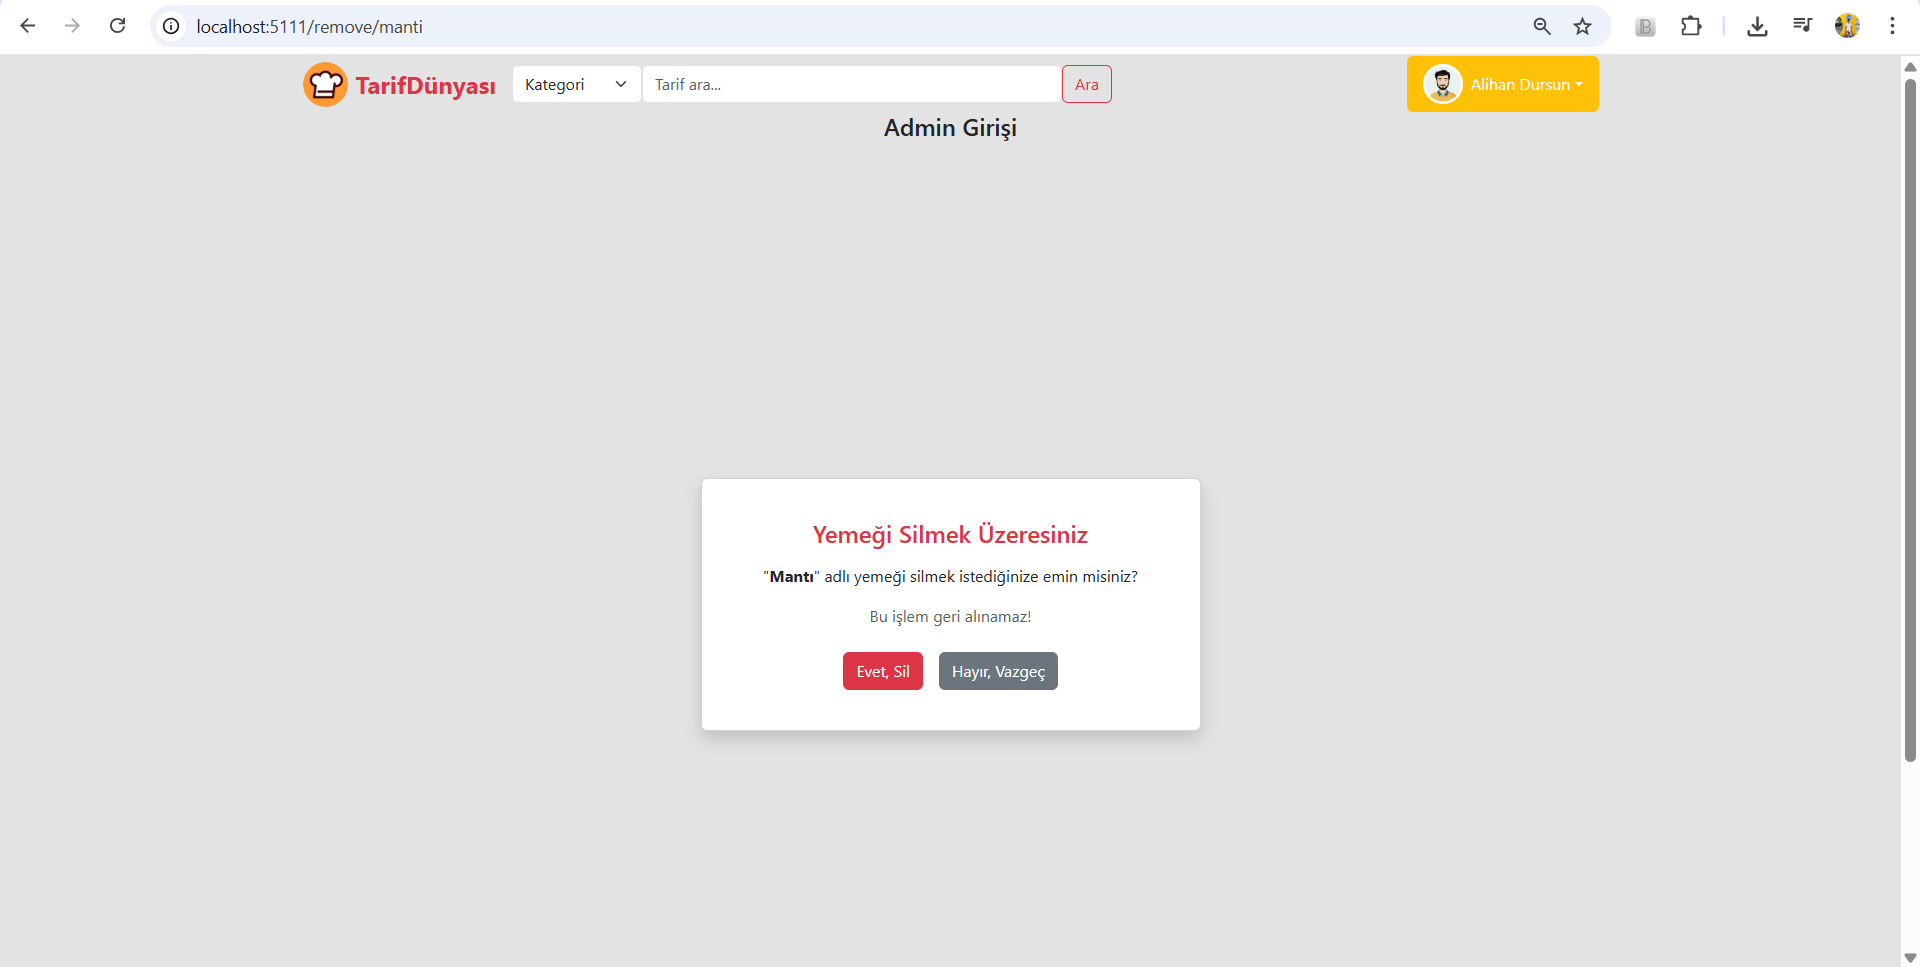 localhost:5111/remove/manti
TarifDünyası
Kategori
Tarif ara...
Ara
Alihan Dursun
Admin Girişi
Yemeği Silmek Üzeresiniz
"Mantı" adlı yemeği silmek istediğinize emin misiniz?
Bu işlem geri alınamaz!
Evet, Sil
Hayır, Vazgeç